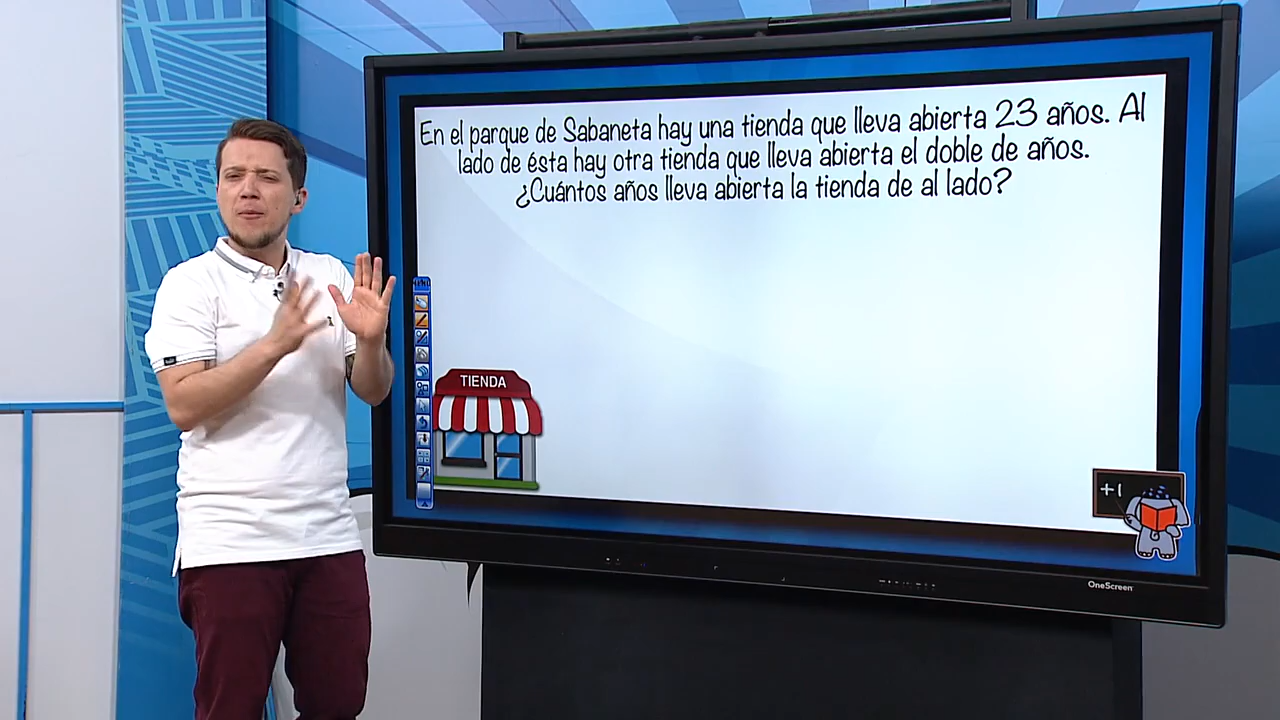 En el parque de Sabaneta hay una tienda que lleva abierta 23 años. Al
lado de ésta hay otra tienda que lleva abierta el doble de años.
¿Cuántos años lleva abierta la tienda de al lado?
TIENDA
+1
OneScreen